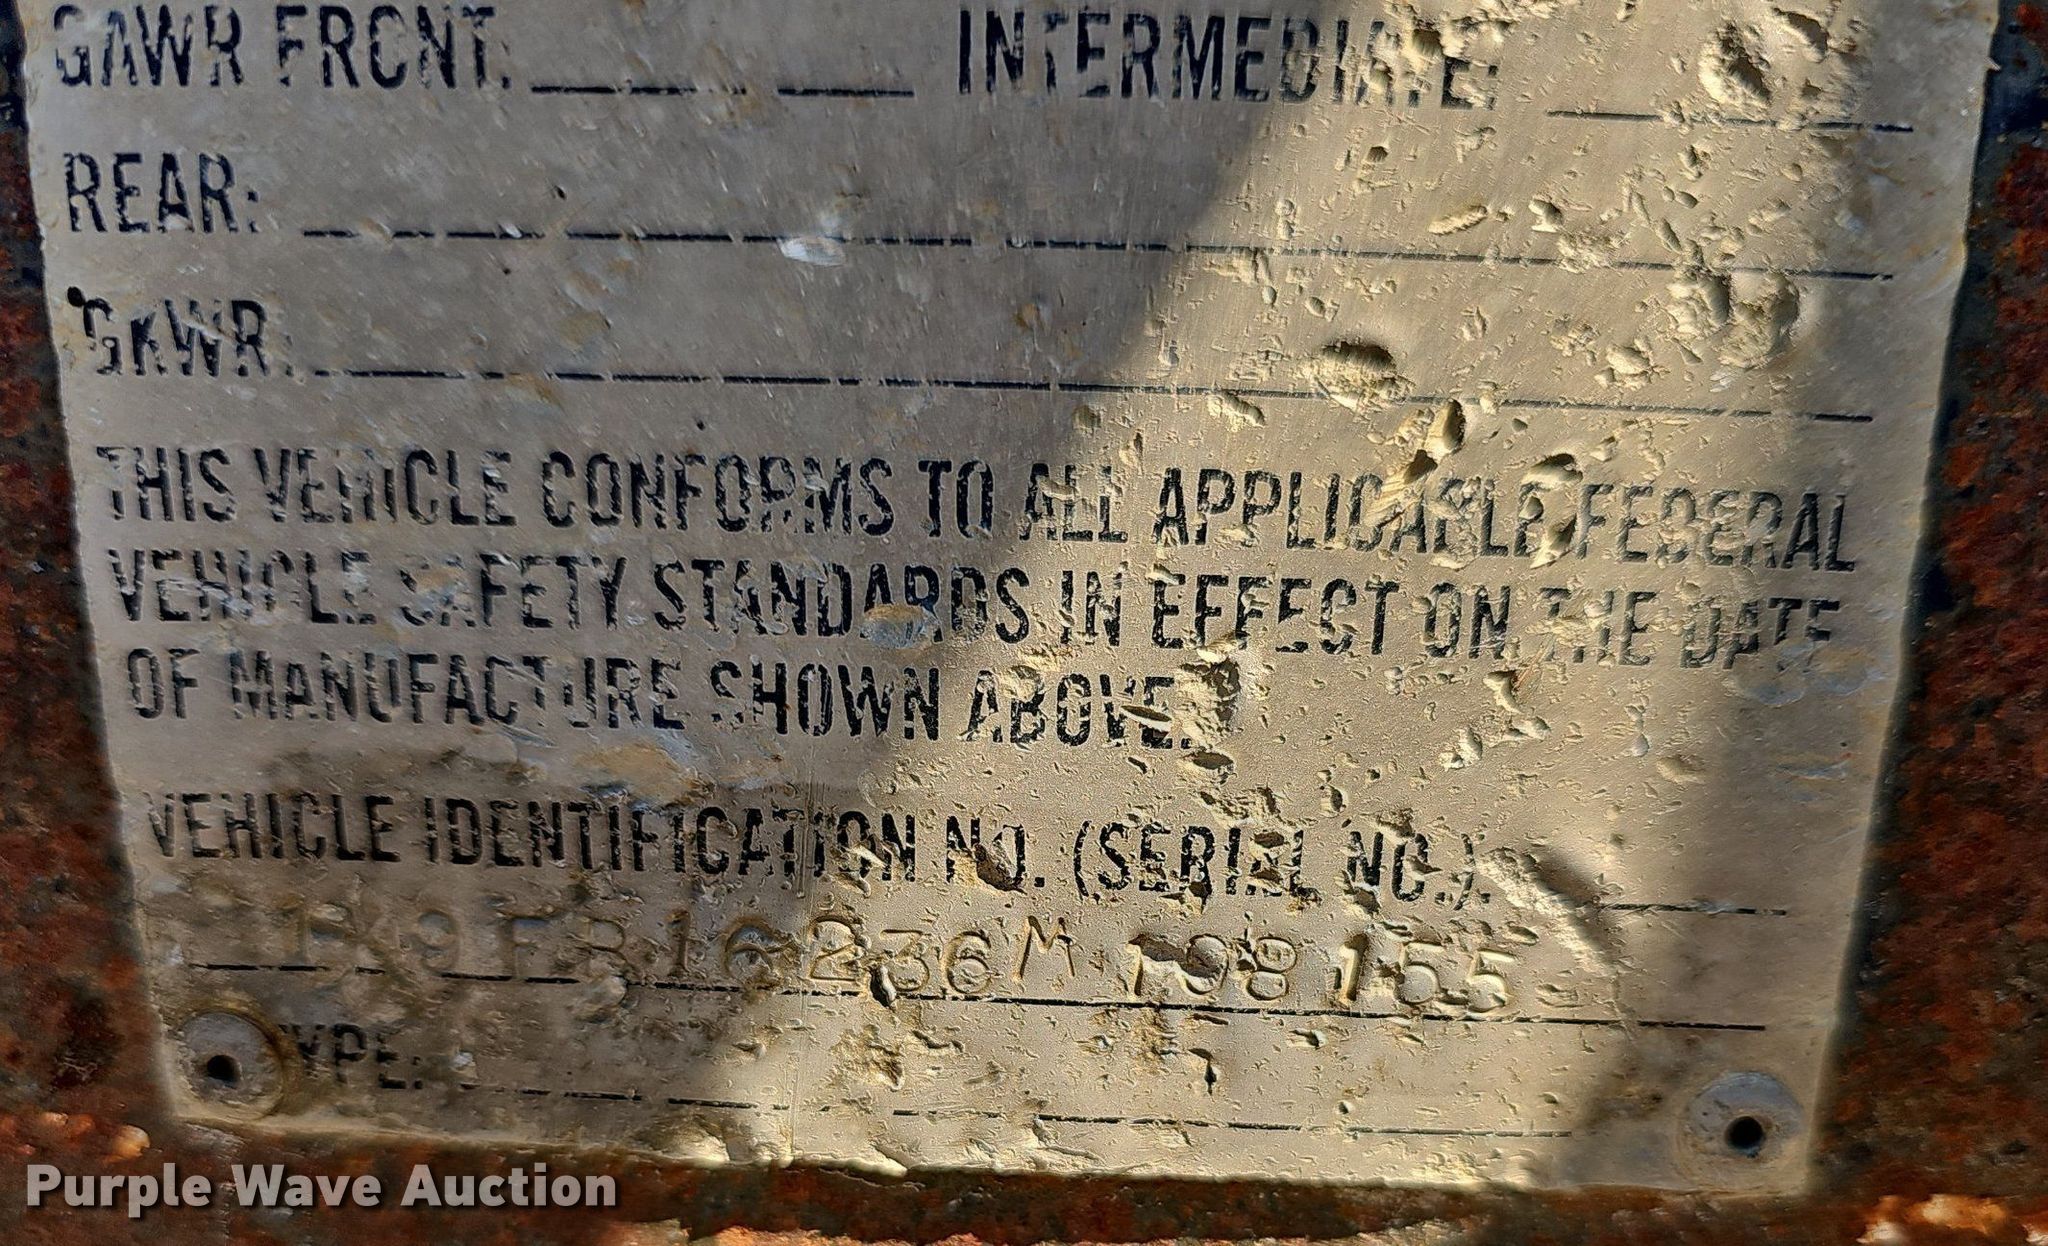 GAWR FRONT: INTERMEDIATE:
REAR:
GAWR:
THIS VEHICLE CONFORMS TO ALL APPLICABLE FEDERAL
VEHICLE SAFETY STANDARDS IN EFFECT ON THE DATE
OF MANUFACTURE SHOWN ABOVE.
VEHICLE IDENTIFICATION NO. (SERIAL NO.):
TYPE:
Purple Wave Auction